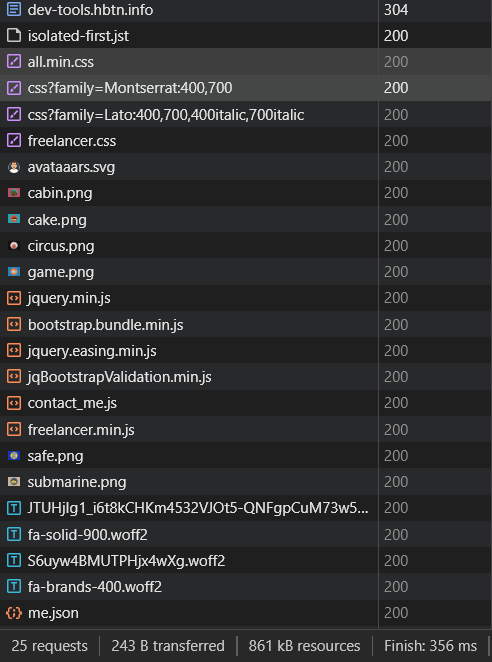 dev-tools.hbtn.info 304
isolated-first.jst 200
all.min.css 200
css?family=Montserrat:400,700 200
css?family=Lato:400,700,400italic,700italic 200
freelancer.css 200
avataaars.svg 200
cabin.png 200
cake.png 200
circus.png 200
game.png 200
jquery.min.js 200
bootstrap.bundle.min.js 200
jquery.easing.min.js 200
jqBootstrapValidation.min.js 200
contact_me.js 200
freelancer.min.js 200
safe.png 200
submarine.png 200
JTUHjIg1_i6t8kCHKm4532VJOt5-QNFgpCuM73w5... 200
fa-solid-900.woff2 200
S6uyw4BMUTPHjx4wXg.woff2 200
fa-brands-400.woff2 200
me.json 200
25 requests 243 B transferred 861 kB resources Finish: 356 ms